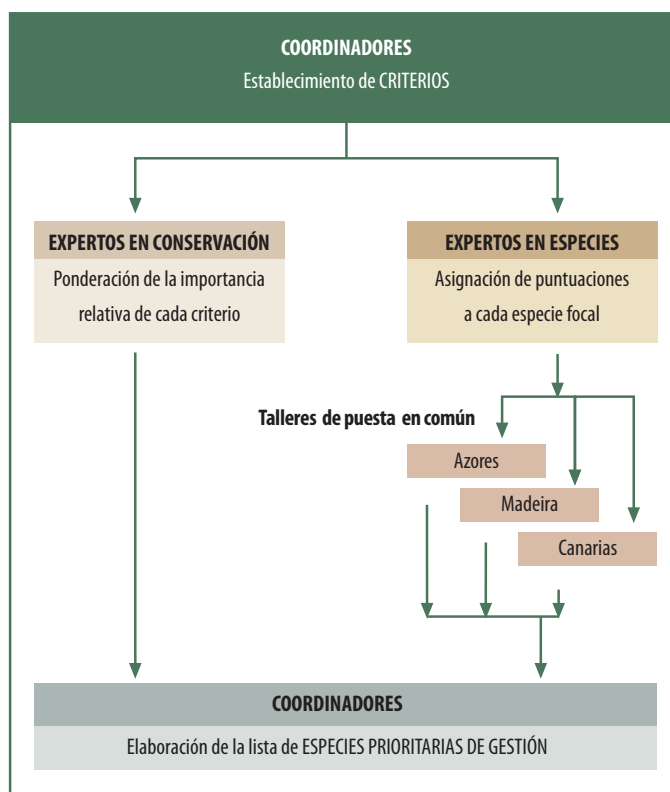 COORDINADORES
Establecimiento de CRITERIOS
EXPERTOS EN CONSERVACIÓN
Ponderación de la importancia
relativa de cada criterio
EXPERTOS EN ESPECIES
Asignación de puntuaciones
a cada especie focal
Talleres de puesta en común
Azores
Madeira
Canarias
COORDINADORES
Elaboración de la lista de ESPECIES PRIORITARIAS DE GESTIÓN